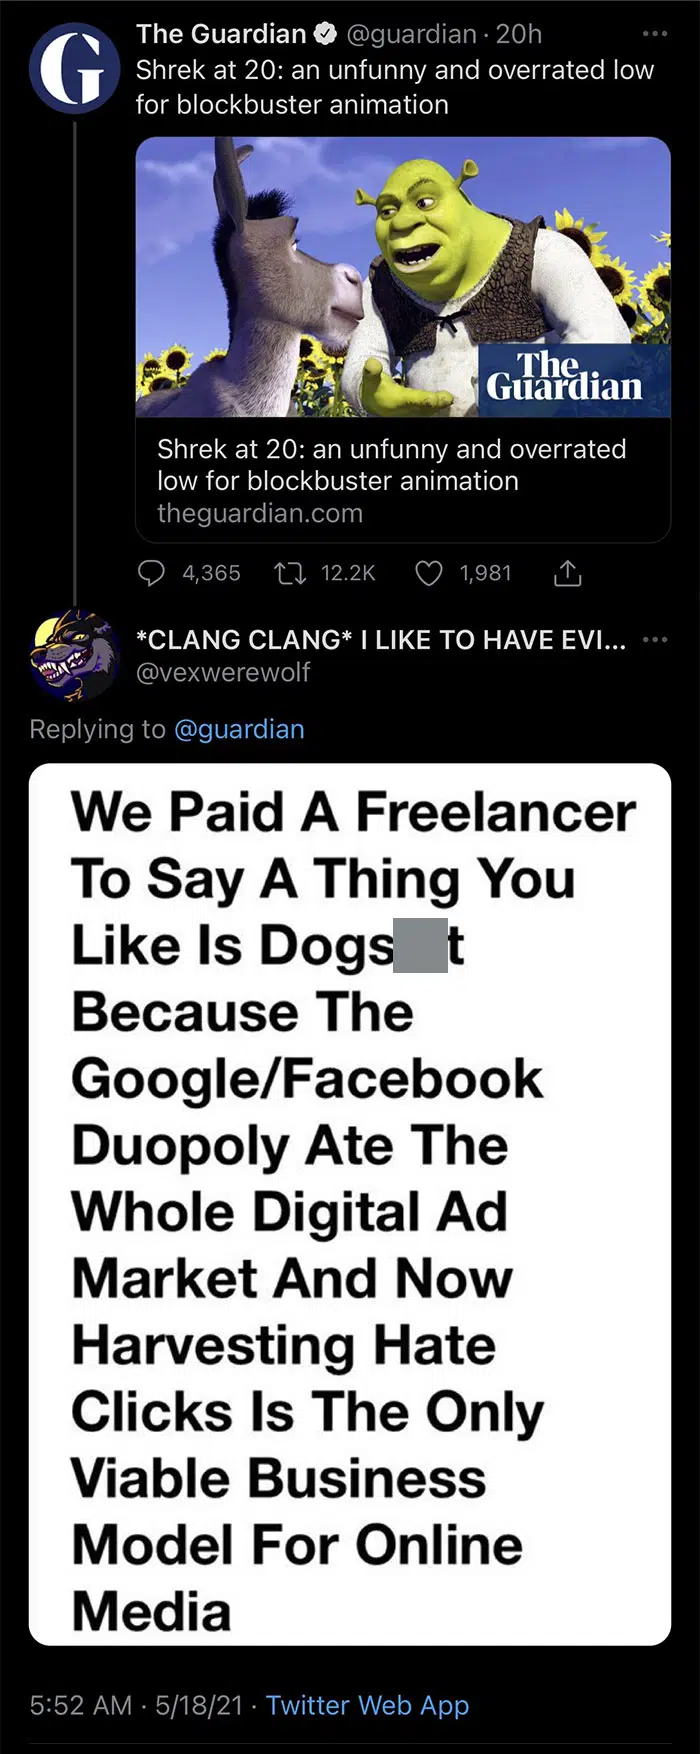 The Guardian @guardian · 20h
Shrek at 20: an unfunny and overrated low
for blockbuster animation
The
Guardian
Shrek at 20: an unfunny and overrated
low for blockbuster animation
theguardian.com
4,365 12.2K 1,981
*CLANG CLANG* I LIKE TO HAVE EVI...
@vexwerewolf
Replying to @guardian
We Paid A Freelancer
To Say A Thing You
Like Is Dogs t
Because The
Google/Facebook
Duopoly Ate The
Whole Digital Ad
Market And Now
Harvesting Hate
Clicks Is The Only
Viable Business
Model For Online
Media
5:52 AM · 5/18/21 · Twitter Web App